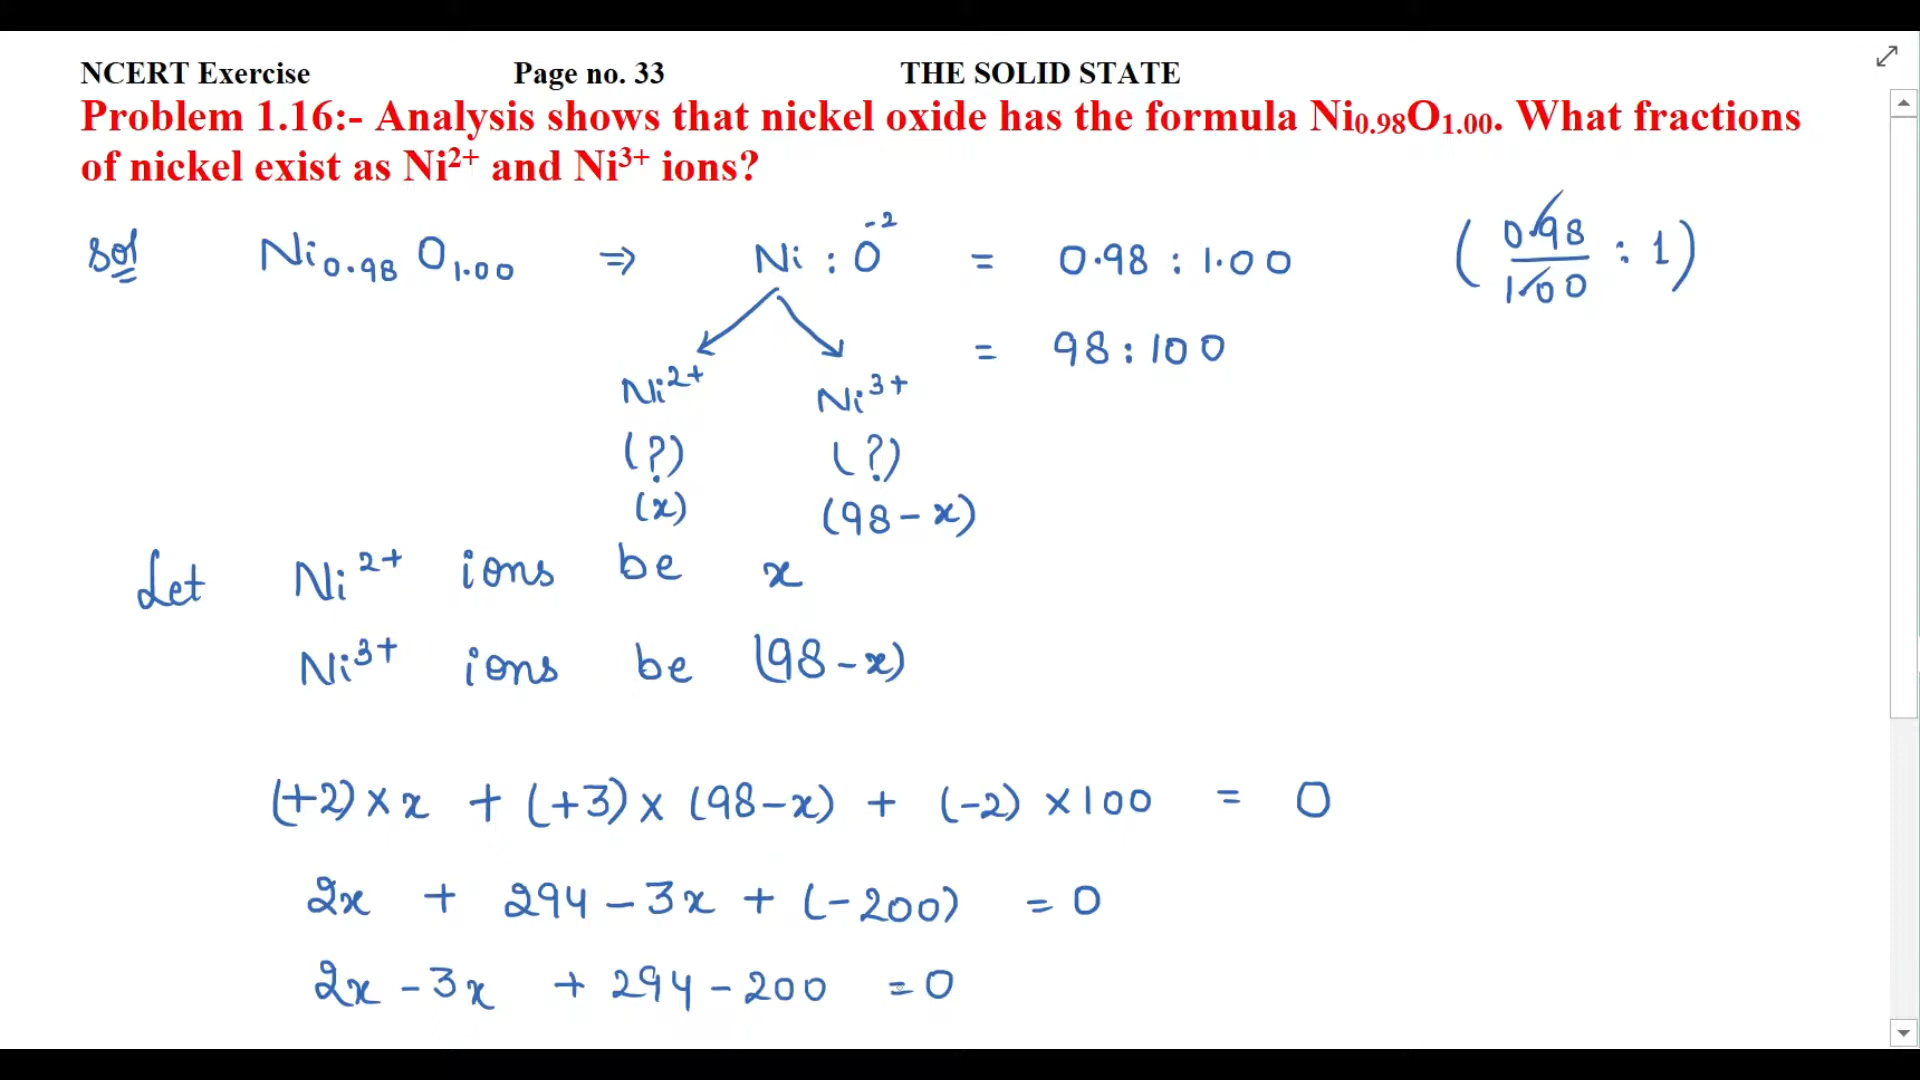 NCERT Exercise Page no. 33 THE SOLID STATE
Problem 1.16:- Analysis shows that nickel oxide has the formula Ni₀.₉₈O₁.₀₀. What fractions
of nickel exist as Ni²⁺ and Ni³⁺ ions?
Sol Ni₀.₉₈ O₁.₀₀ ⇒ Ni : O⁻² = 0.98 : 1.00 (0.98/1.00 : 1)
= 98 : 100
Ni²⁺ Ni³⁺
(?) (?)
(x) (98 - x)
Let Ni²⁺ ions be x
Ni³⁺ ions be (98 - x)
(+2) × x + (+3) × (98 - x) + (-2) × 100 = 0
2x + 294 - 3x + (-200) = 0
2x - 3x + 294 - 200 = 0